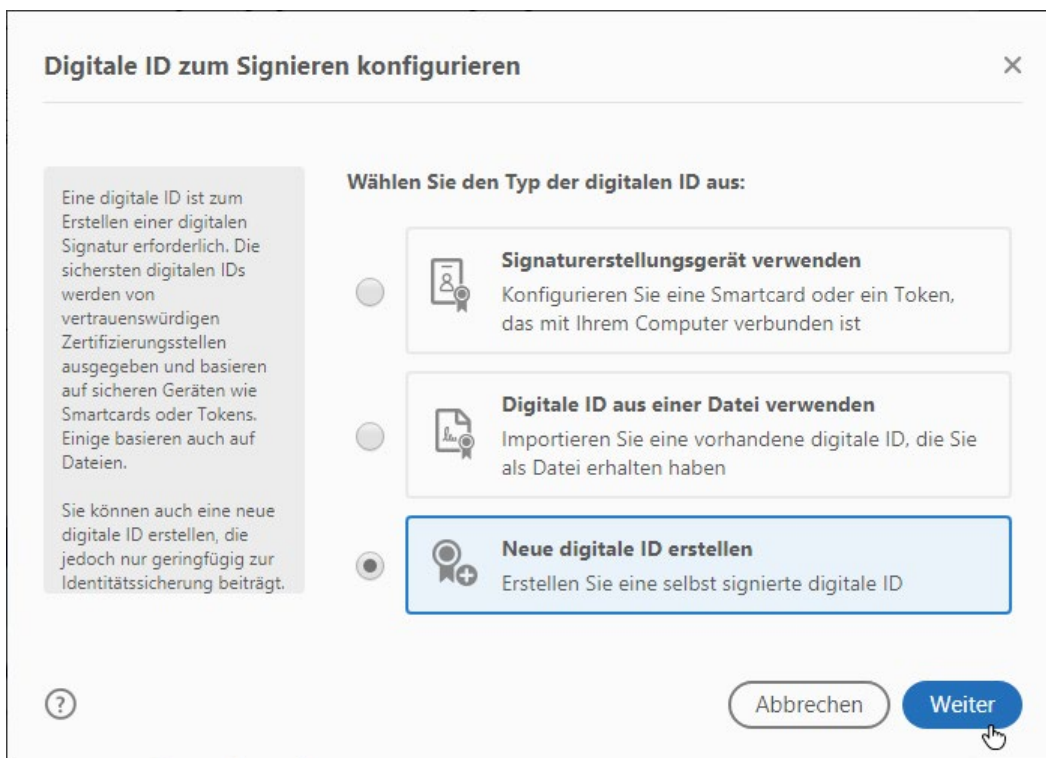 Digitale ID zum Signieren konfigurieren
Eine digitale ID ist zum
Erstellen einer digitalen
Signatur erforderlich. Die
sichersten digitalen IDs
werden von
vertrauenswürdigen
Zertifizierungsstellen
ausgegeben und basieren
auf sicheren Geräten wie
Smartcards oder Tokens.
Einige basieren auch auf
Dateien.
Sie können auch eine neue
digitale ID erstellen, die
jedoch nur geringfügig zur
Identitätssicherung beiträgt.
Wählen Sie den Typ der digitalen ID aus:
Signaturerstellungsgerät verwenden
Konfigurieren Sie eine Smartcard oder ein Token,
das mit Ihrem Computer verbunden ist
Digitale ID aus einer Datei verwenden
Importieren Sie eine vorhandene digitale ID, die Sie
als Datei erhalten haben
Neue digitale ID erstellen
Erstellen Sie eine selbst signierte digitale ID
?
Abbrechen
Weiter